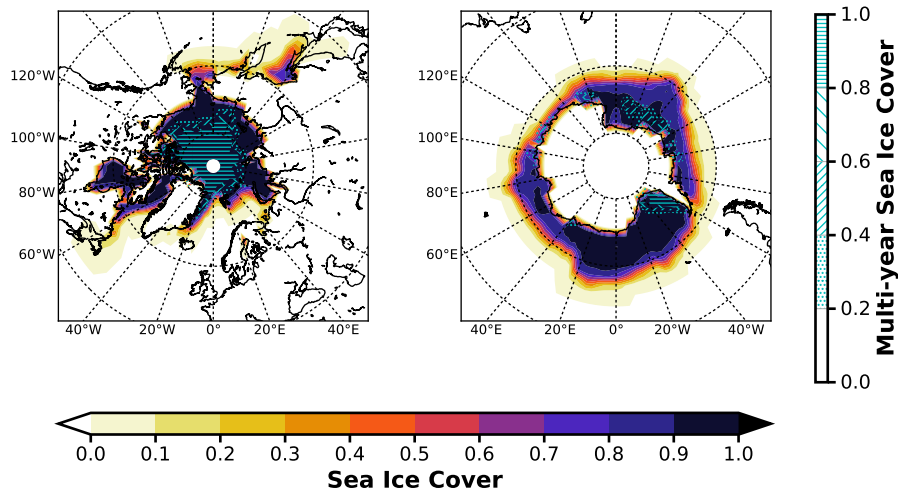 120°W
100°W
80°W
60°W
40°W 20°W 0° 20°E 40°E
120°E
100°E
80°E
60°E
40°E 20°E 0° 20°W 40°W
1.0
0.8
0.6
0.4
0.2
0.0
Multi-year Sea Ice Cover
0.0 0.1 0.2 0.3 0.4 0.5 0.6 0.7 0.8 0.9 1.0
Sea Ice Cover